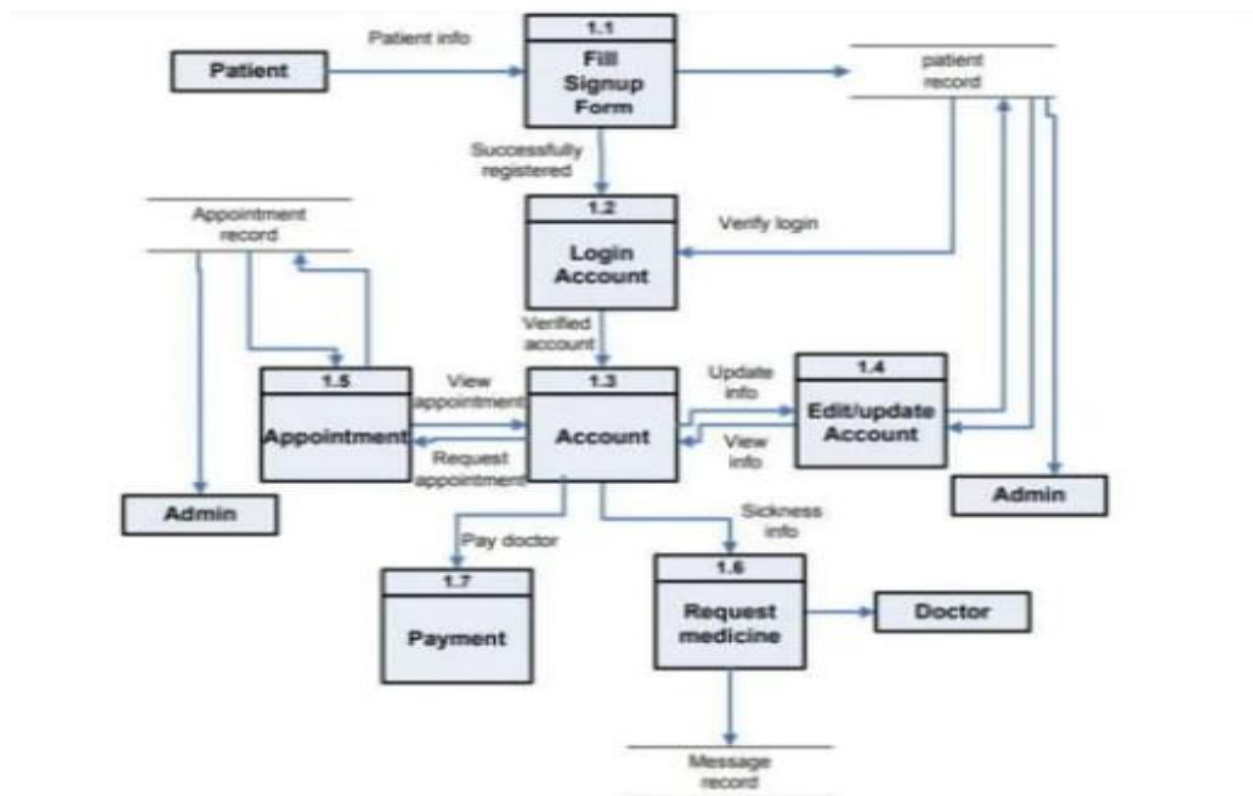 1.1
Patient info
Fill
Signup
Form
Patient
patient
record
Successfully
registered
1.2
Appointment
record
Verify login
Login
Account
Verified
account
1.5
View
appointment
1.3
Update
info
1.4
Appointment
Account
Edit/update
Account
Request
appointment
View
info
Admin
Admin
Sickness
info
Pay doctor
1.7
1.6
Payment
Request
medicine
Doctor
Message
record